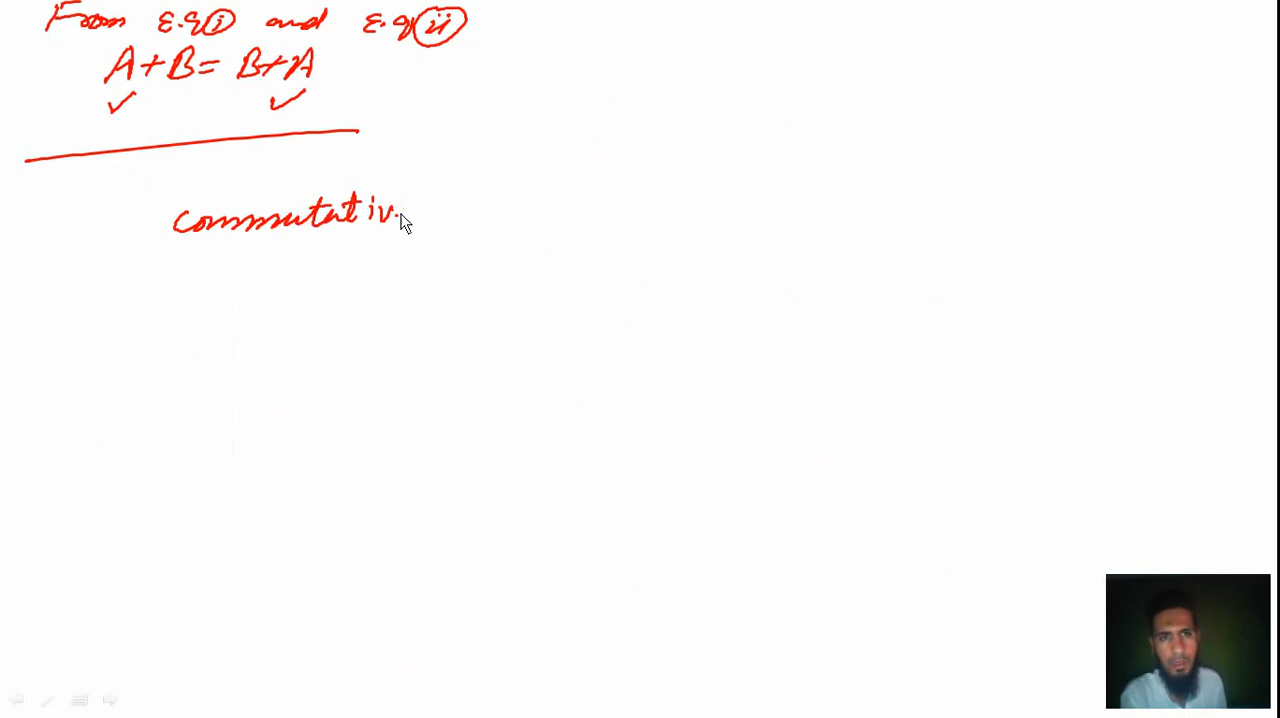 From E.q (i) and E.q (ii)
A+B= B+A
commutativ